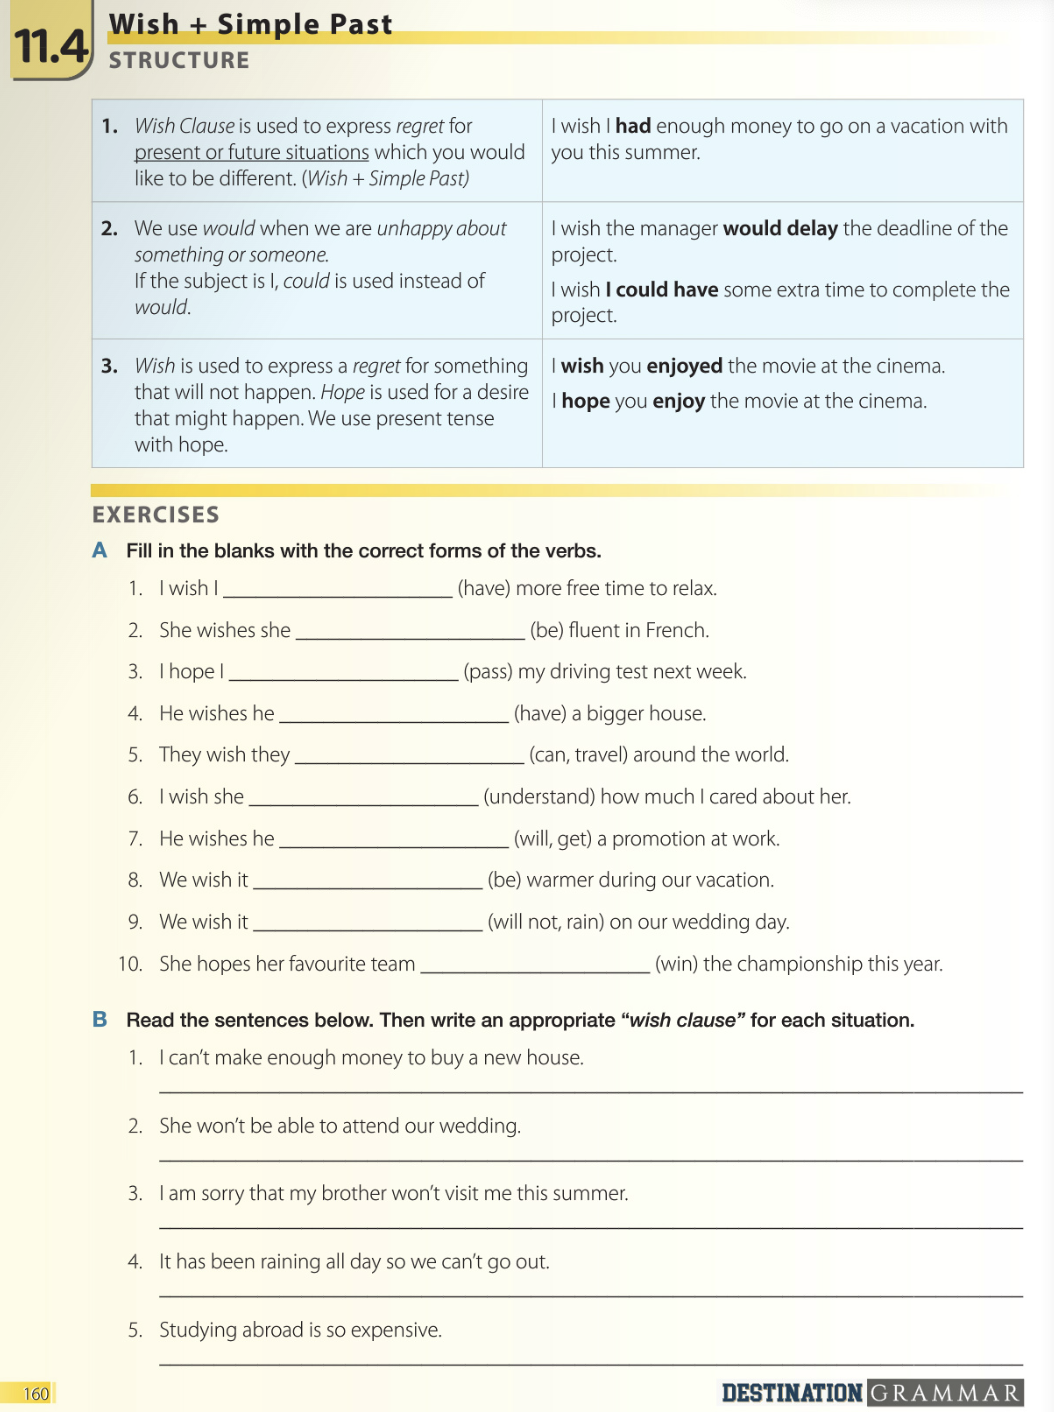 11.4
Wish + Simple Past
STRUCTURE
1. Wish Clause is used to express regret for
present or future situations which you would
like to be different. (Wish + Simple Past)
I wish I had enough money to go on a vacation with
you this summer.
2. We use would when we are unhappy about
something or someone.
If the subject is I, could is used instead of
would.
I wish the manager would delay the deadline of the
project.
I wish I could have some extra time to complete the
project.
3. Wish is used to express a regret for something
that will not happen. Hope is used for a desire
that might happen. We use present tense
with hope.
I wish you enjoyed the movie at the cinema.
I hope you enjoy the movie at the cinema.
EXERCISES
A Fill in the blanks with the correct forms of the verbs.
1. I wish I ______________________ (have) more free time to relax.
2. She wishes she ______________________ (be) fluent in French.
3. I hope I ______________________ (pass) my driving test next week.
4. He wishes he ______________________ (have) a bigger house.
5. They wish they ______________________ (can, travel) around the world.
6. I wish she ______________________ (understand) how much I cared about her.
7. He wishes he ______________________ (will, get) a promotion at work.
8. We wish it ______________________ (be) warmer during our vacation.
9. We wish it ______________________ (will not, rain) on our wedding day.
10. She hopes her favourite team ______________________ (win) the championship this year.
B Read the sentences below. Then write an appropriate “wish clause” for each situation.
1. I can’t make enough money to buy a new house.
2. She won’t be able to attend our wedding.
3. I am sorry that my brother won’t visit me this summer.
4. It has been raining all day so we can’t go out.
5. Studying abroad is so expensive.
160
DESTINATION GRAMMAR